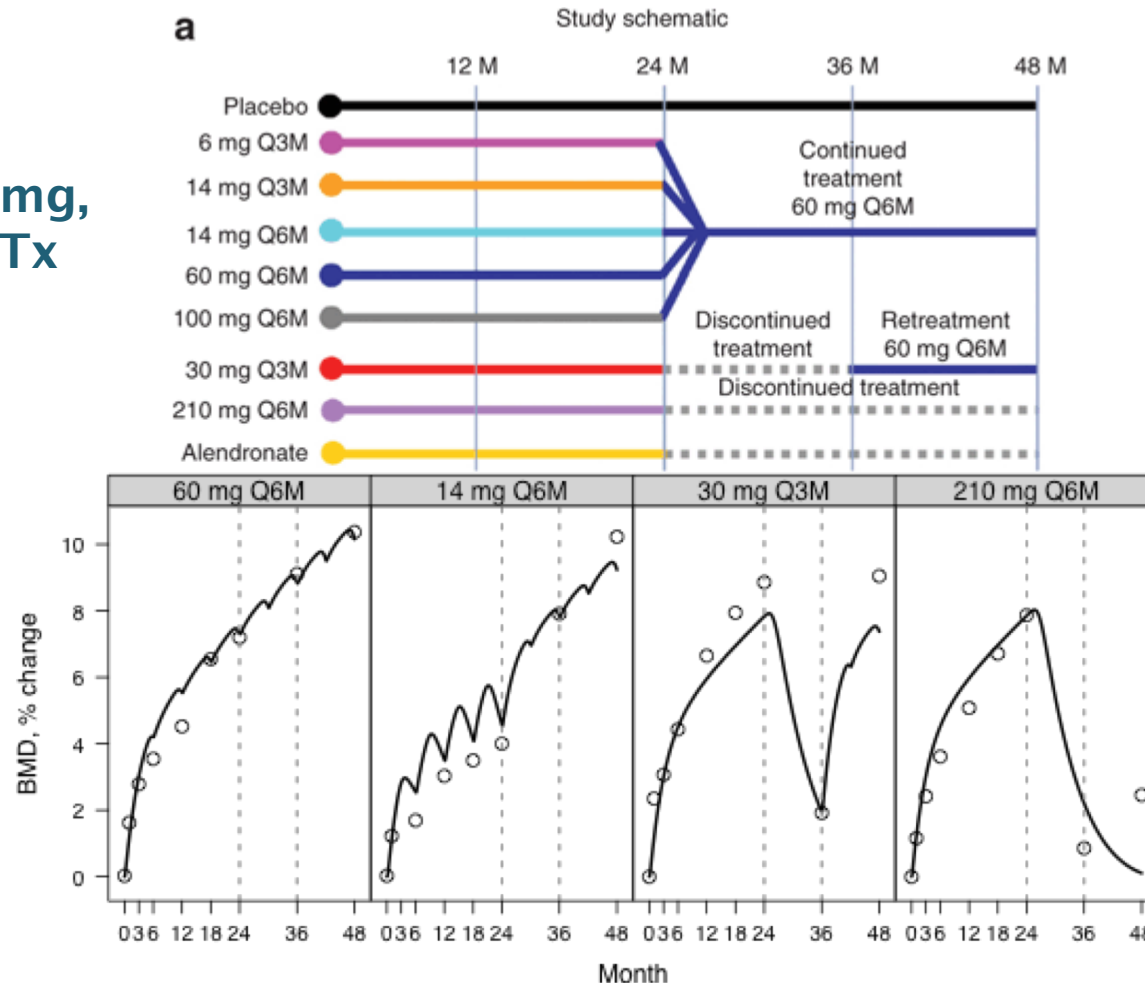 mg,
Tx
a
Study schematic
12 M 24 M 36 M 48 M
Placebo
6 mg Q3M
14 mg Q3M
14 mg Q6M
60 mg Q6M
100 mg Q6M
30 mg Q3M
210 mg Q6M
Alendronate
Continued
treatment
60 mg Q6M
Discontinued
treatment
Retreatment
60 mg Q6M
Discontinued treatment
60 mg Q6M 14 mg Q6M 30 mg Q3M 210 mg Q6M
BMD, % change
10
8
6
4
2
0
0 3 6 12 18 24 36 48 0 3 6 12 18 24 36 48 0 3 6 12 18 24 36 48 0 3 6 12 18 24 36 48
Month